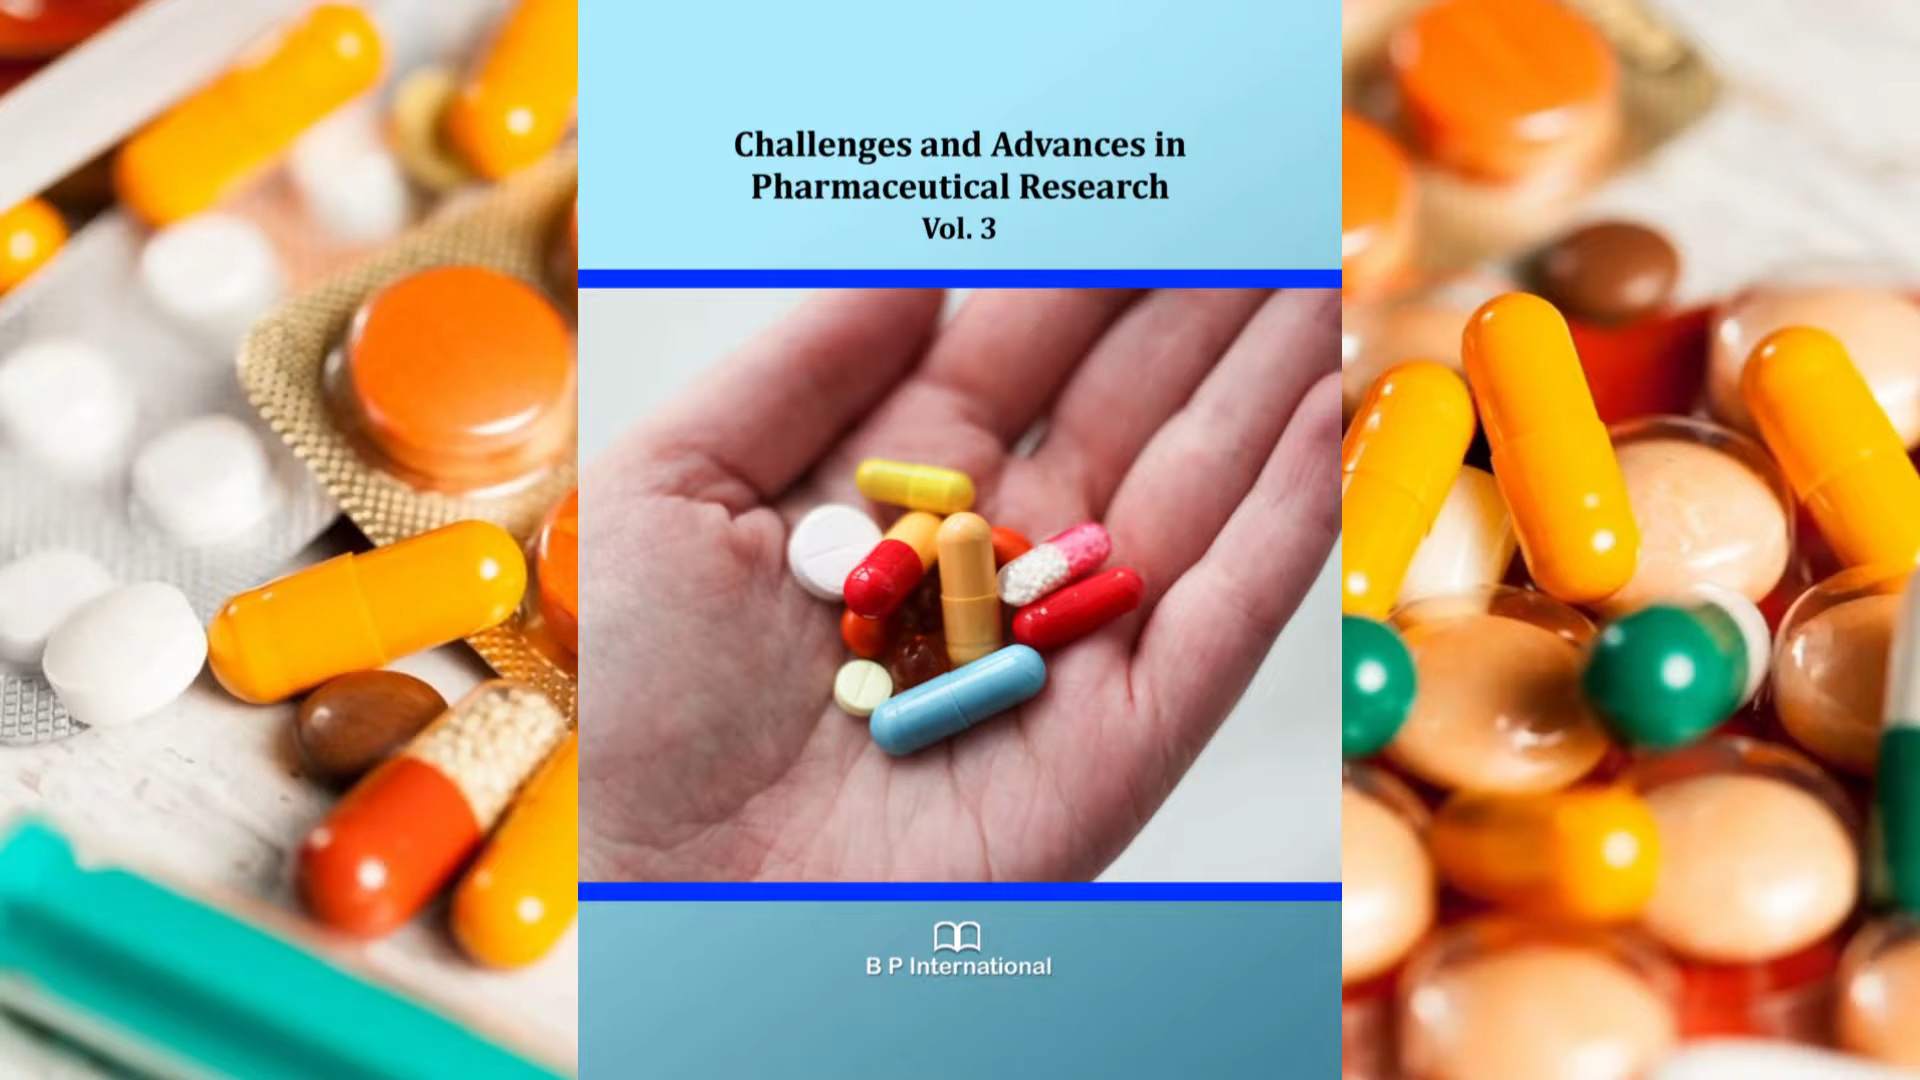 Challenges and Advances in
Pharmaceutical Research
Vol. 3
B P International